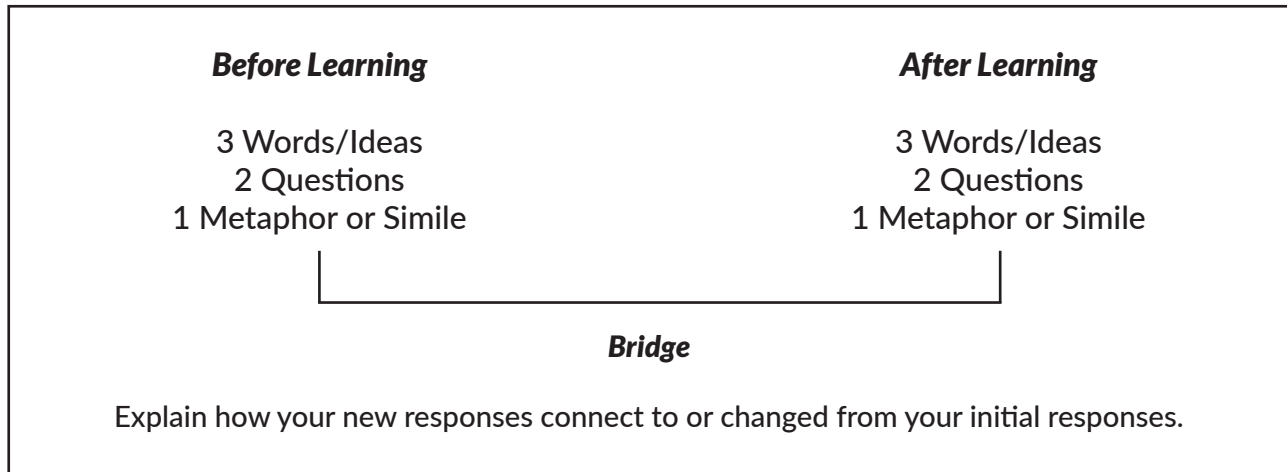 Before Learning
3 Words/Ideas
2 Questions
1 Metaphor or Simile
After Learning
3 Words/Ideas
2 Questions
1 Metaphor or Simile
Bridge
Explain how your new responses connect to or changed from your initial responses.